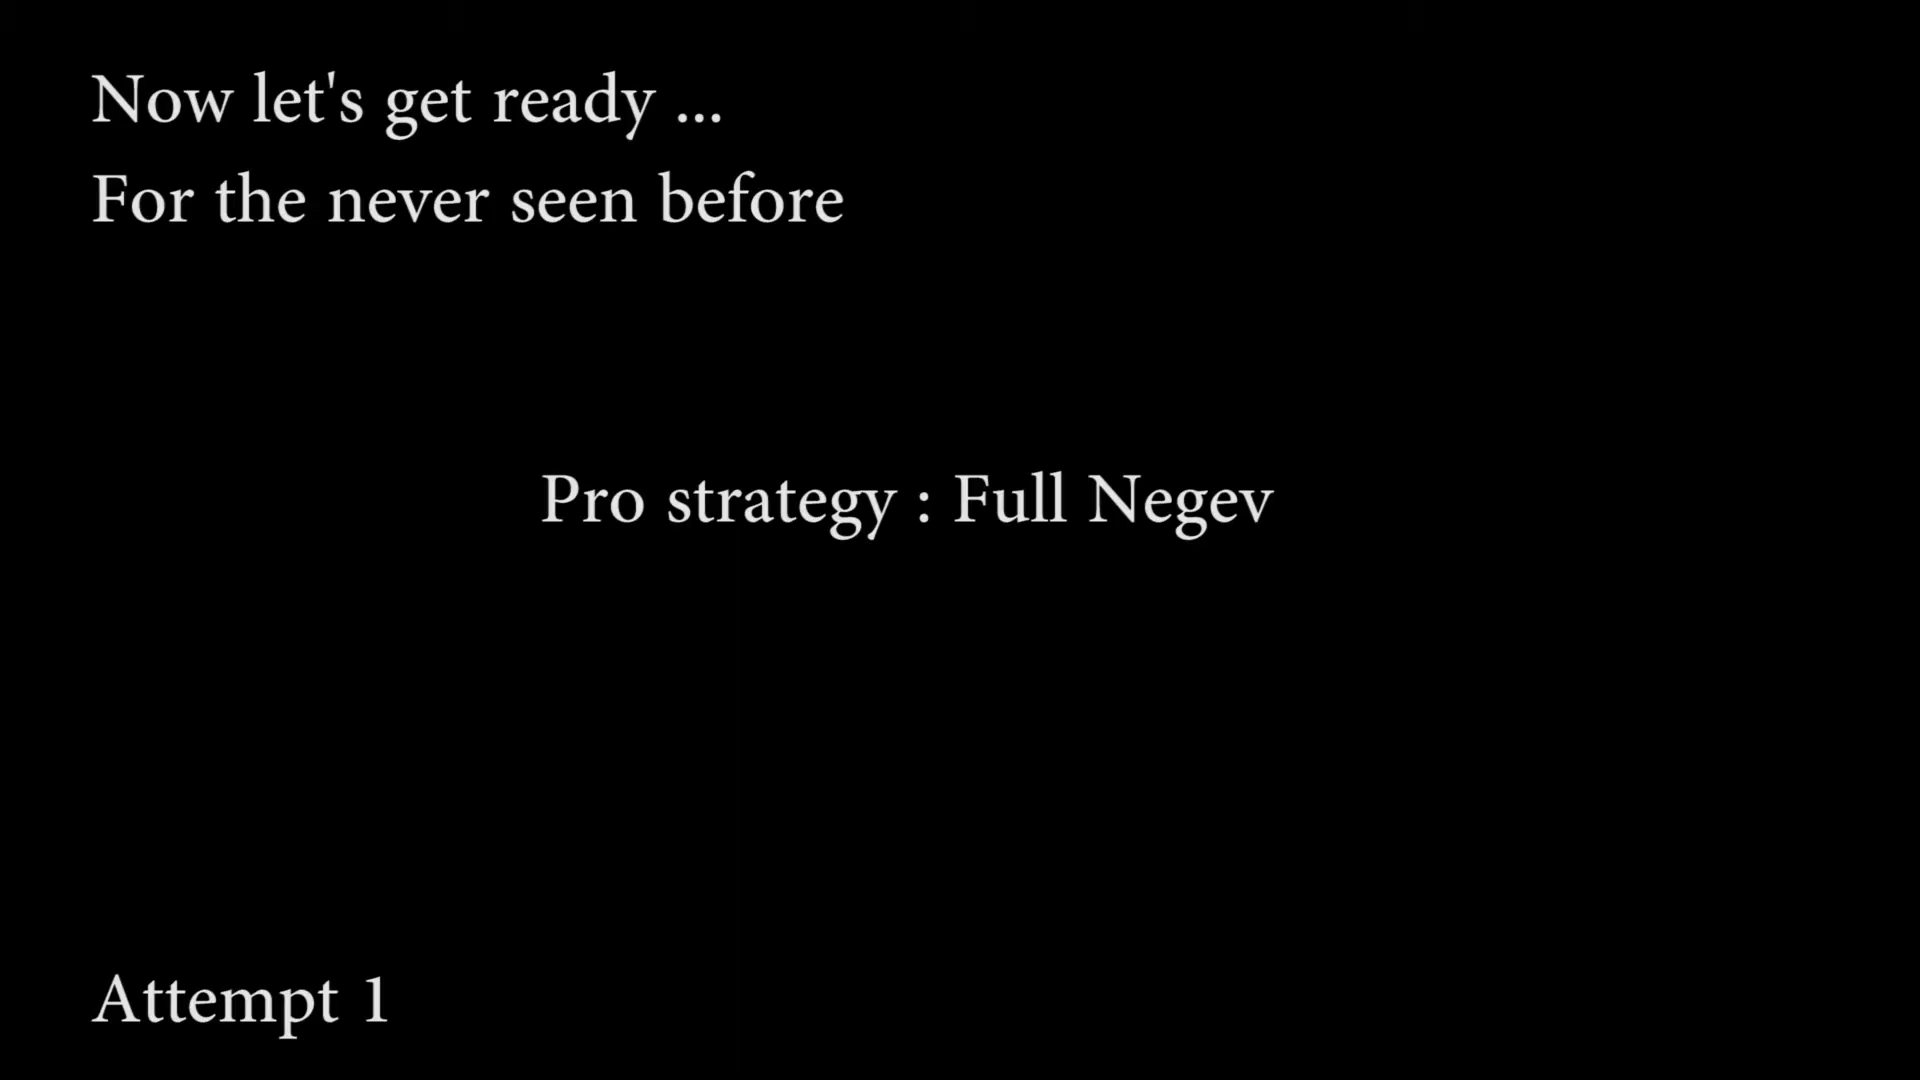 Now let's get ready ...
For the never seen before
Pro strategy : Full Negev
Attempt 1